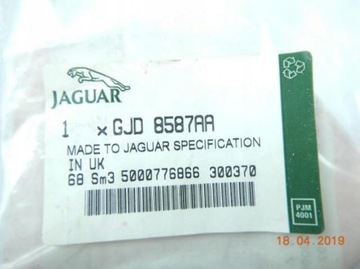 JAGUAR
1 x GJD 8587AA
MADE TO JAGUAR SPECIFICATION
IN UK
68 Sm3 5000776866 300370
PJM
4001
18.04.2019